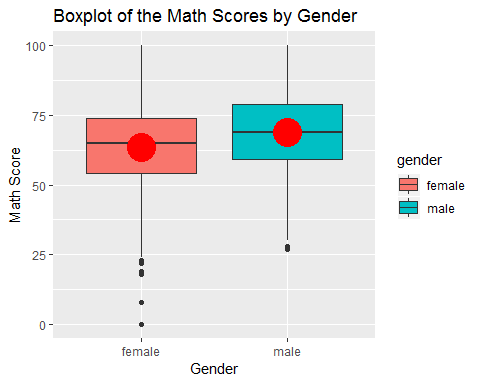 Boxplot of the Math Scores by Gender
100
75
50
25
0
Math Score
female
male
Gender
gender
female
male